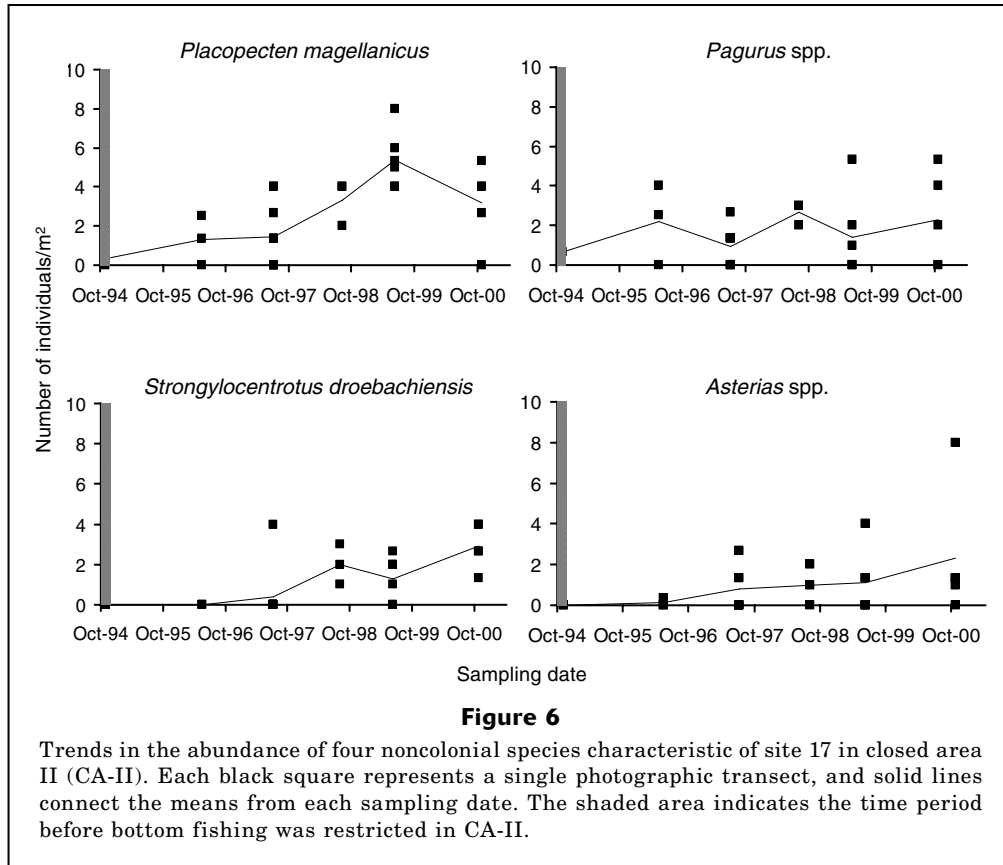 Placopecten magellanicus
Pagurus spp.
10
8
6
4
2
0
Oct-94 Oct-95 Oct-96 Oct-97 Oct-98 Oct-99 Oct-00
10
8
6
4
2
0
Oct-94 Oct-95 Oct-96 Oct-97 Oct-98 Oct-99 Oct-00
Number of individuals/m²
Strongylocentrotus droebachiensis
Asterias spp.
10
8
6
4
2
0
Oct-94 Oct-95 Oct-96 Oct-97 Oct-98 Oct-99 Oct-00
10
8
6
4
2
0
Oct-94 Oct-95 Oct-96 Oct-97 Oct-98 Oct-99 Oct-00
Sampling date
Figure 6
Trends in the abundance of four noncolonial species characteristic of site 17 in closed area
II (CA-II). Each black square represents a single photographic transect, and solid lines
connect the means from each sampling date. The shaded area indicates the time period
before bottom fishing was restricted in CA-II.